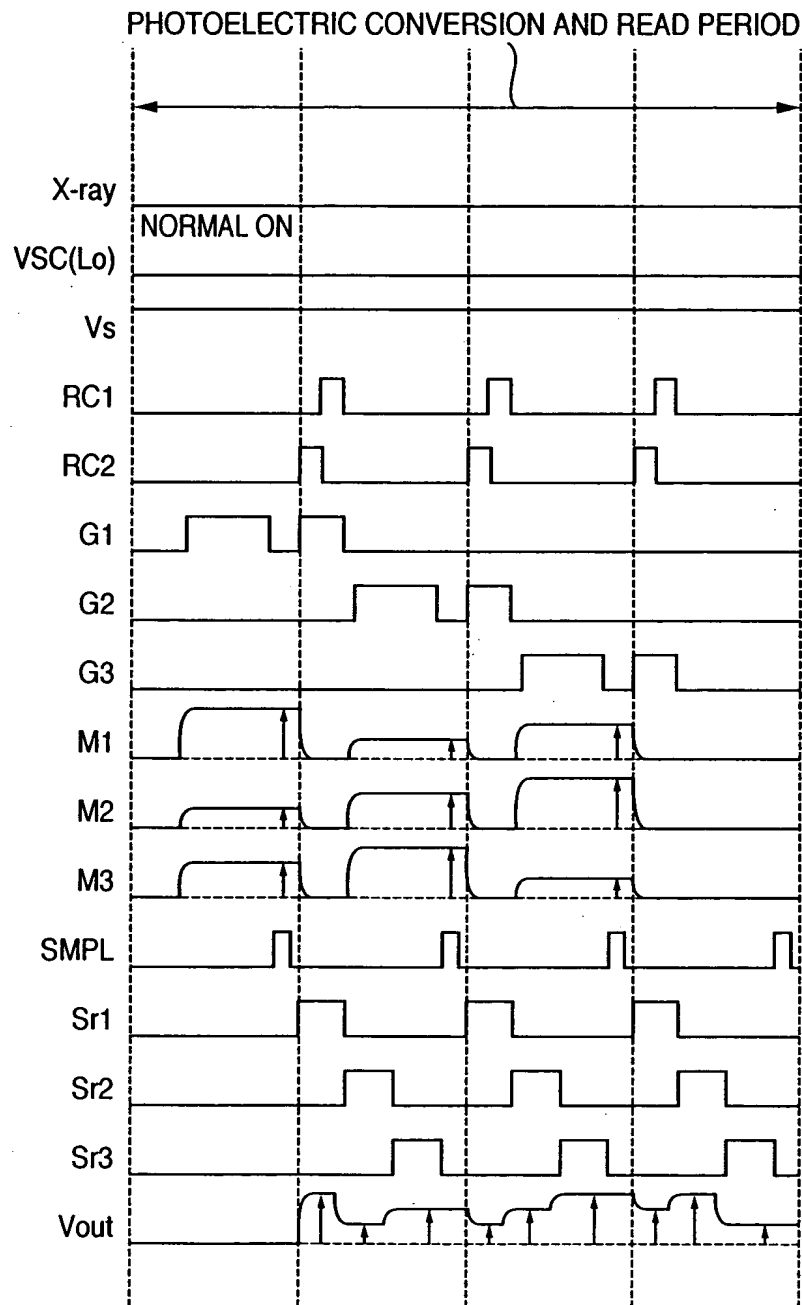 PHOTOELECTRIC CONVERSION AND READ PERIOD
X-ray
NORMAL ON
VSC(Lo)
Vs
RC1
RC2
G1
G2
G3
M1
M2
M3
SMPL
Sr1
Sr2
Sr3
Vout